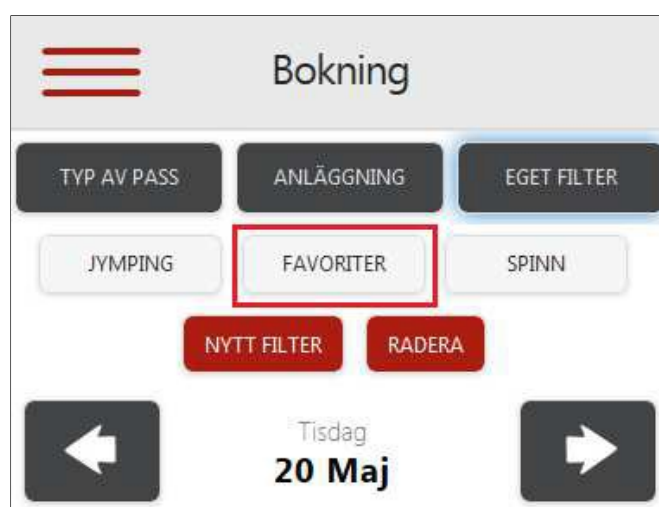 Bokning
TYP AV PASS ANLÄGGNING EGET FILTER
JYMPING FAVORITER SPINN
NYTT FILTER RADERA
Tisdag
20 Maj